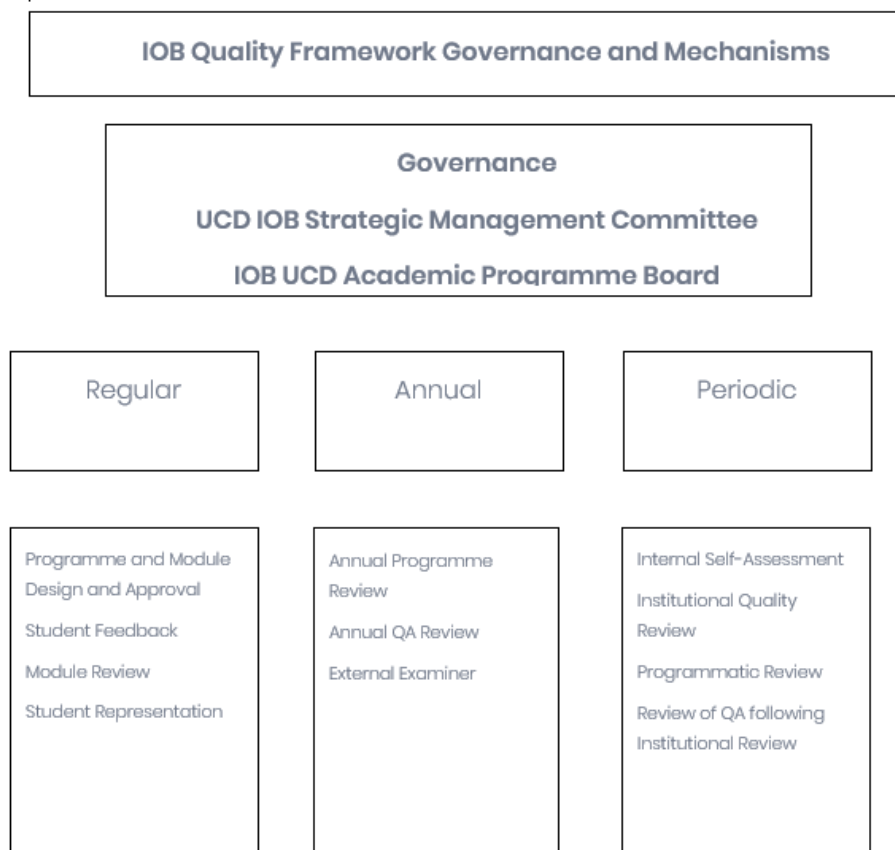 IOB Quality Framework Governance and Mechanisms
Governance
UCD IOB Strategic Management Committee
IOB UCD Academic Programme Board
Regular
Annual
Periodic
Programme and Module
Design and Approval
Student Feedback
Module Review
Student Representation
Annual Programme
Review
Annual QA Review
External Examiner
Internal Self-Assessment
Institutional Quality
Review
Programmatic Review
Review of QA following
Institutional Review